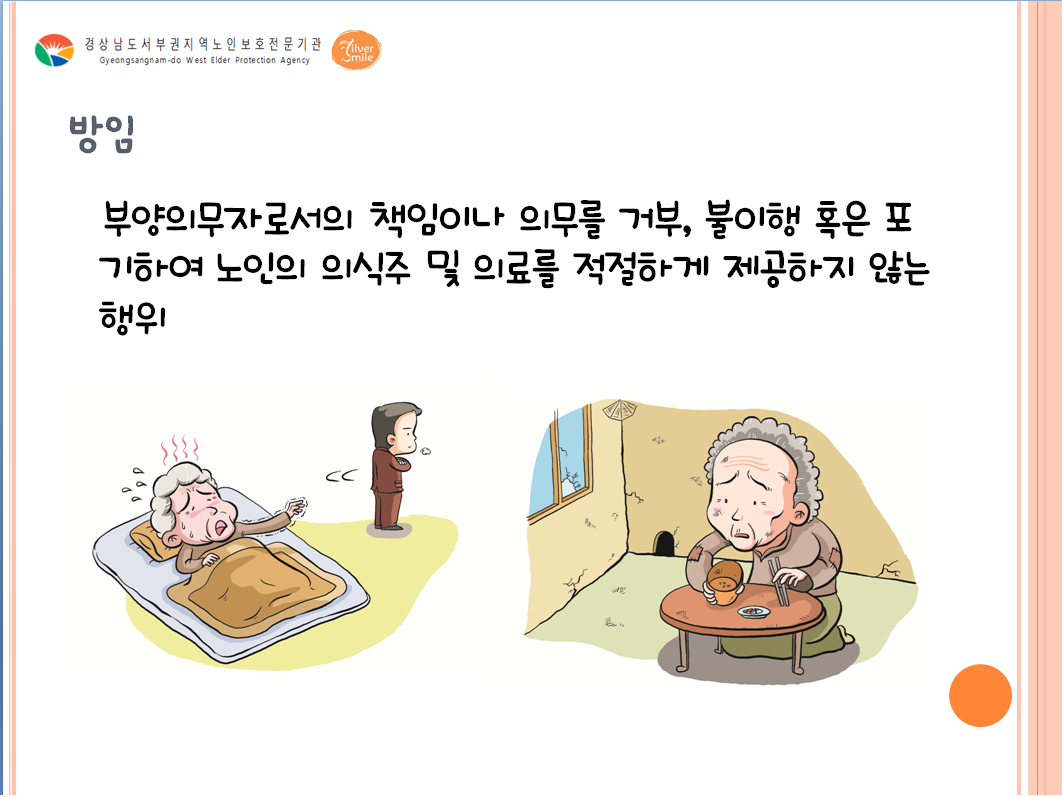 경상남도서부권지역노인보호전문기관
Gyeongsangnam-do West Elder Protection Agency
Silver Smile
방임
부양의무자로서의 책임이나 의무를 거부, 불이행 혹은 포
기하여 노인의 의식주 및 의료를 적절하게 제공하지 않는
행위